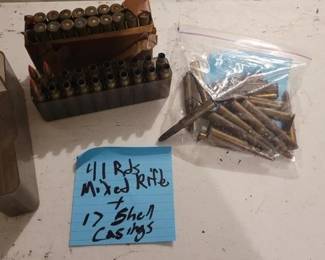 41 Rds
Mixed Rifle
+
17 Shell
Casings